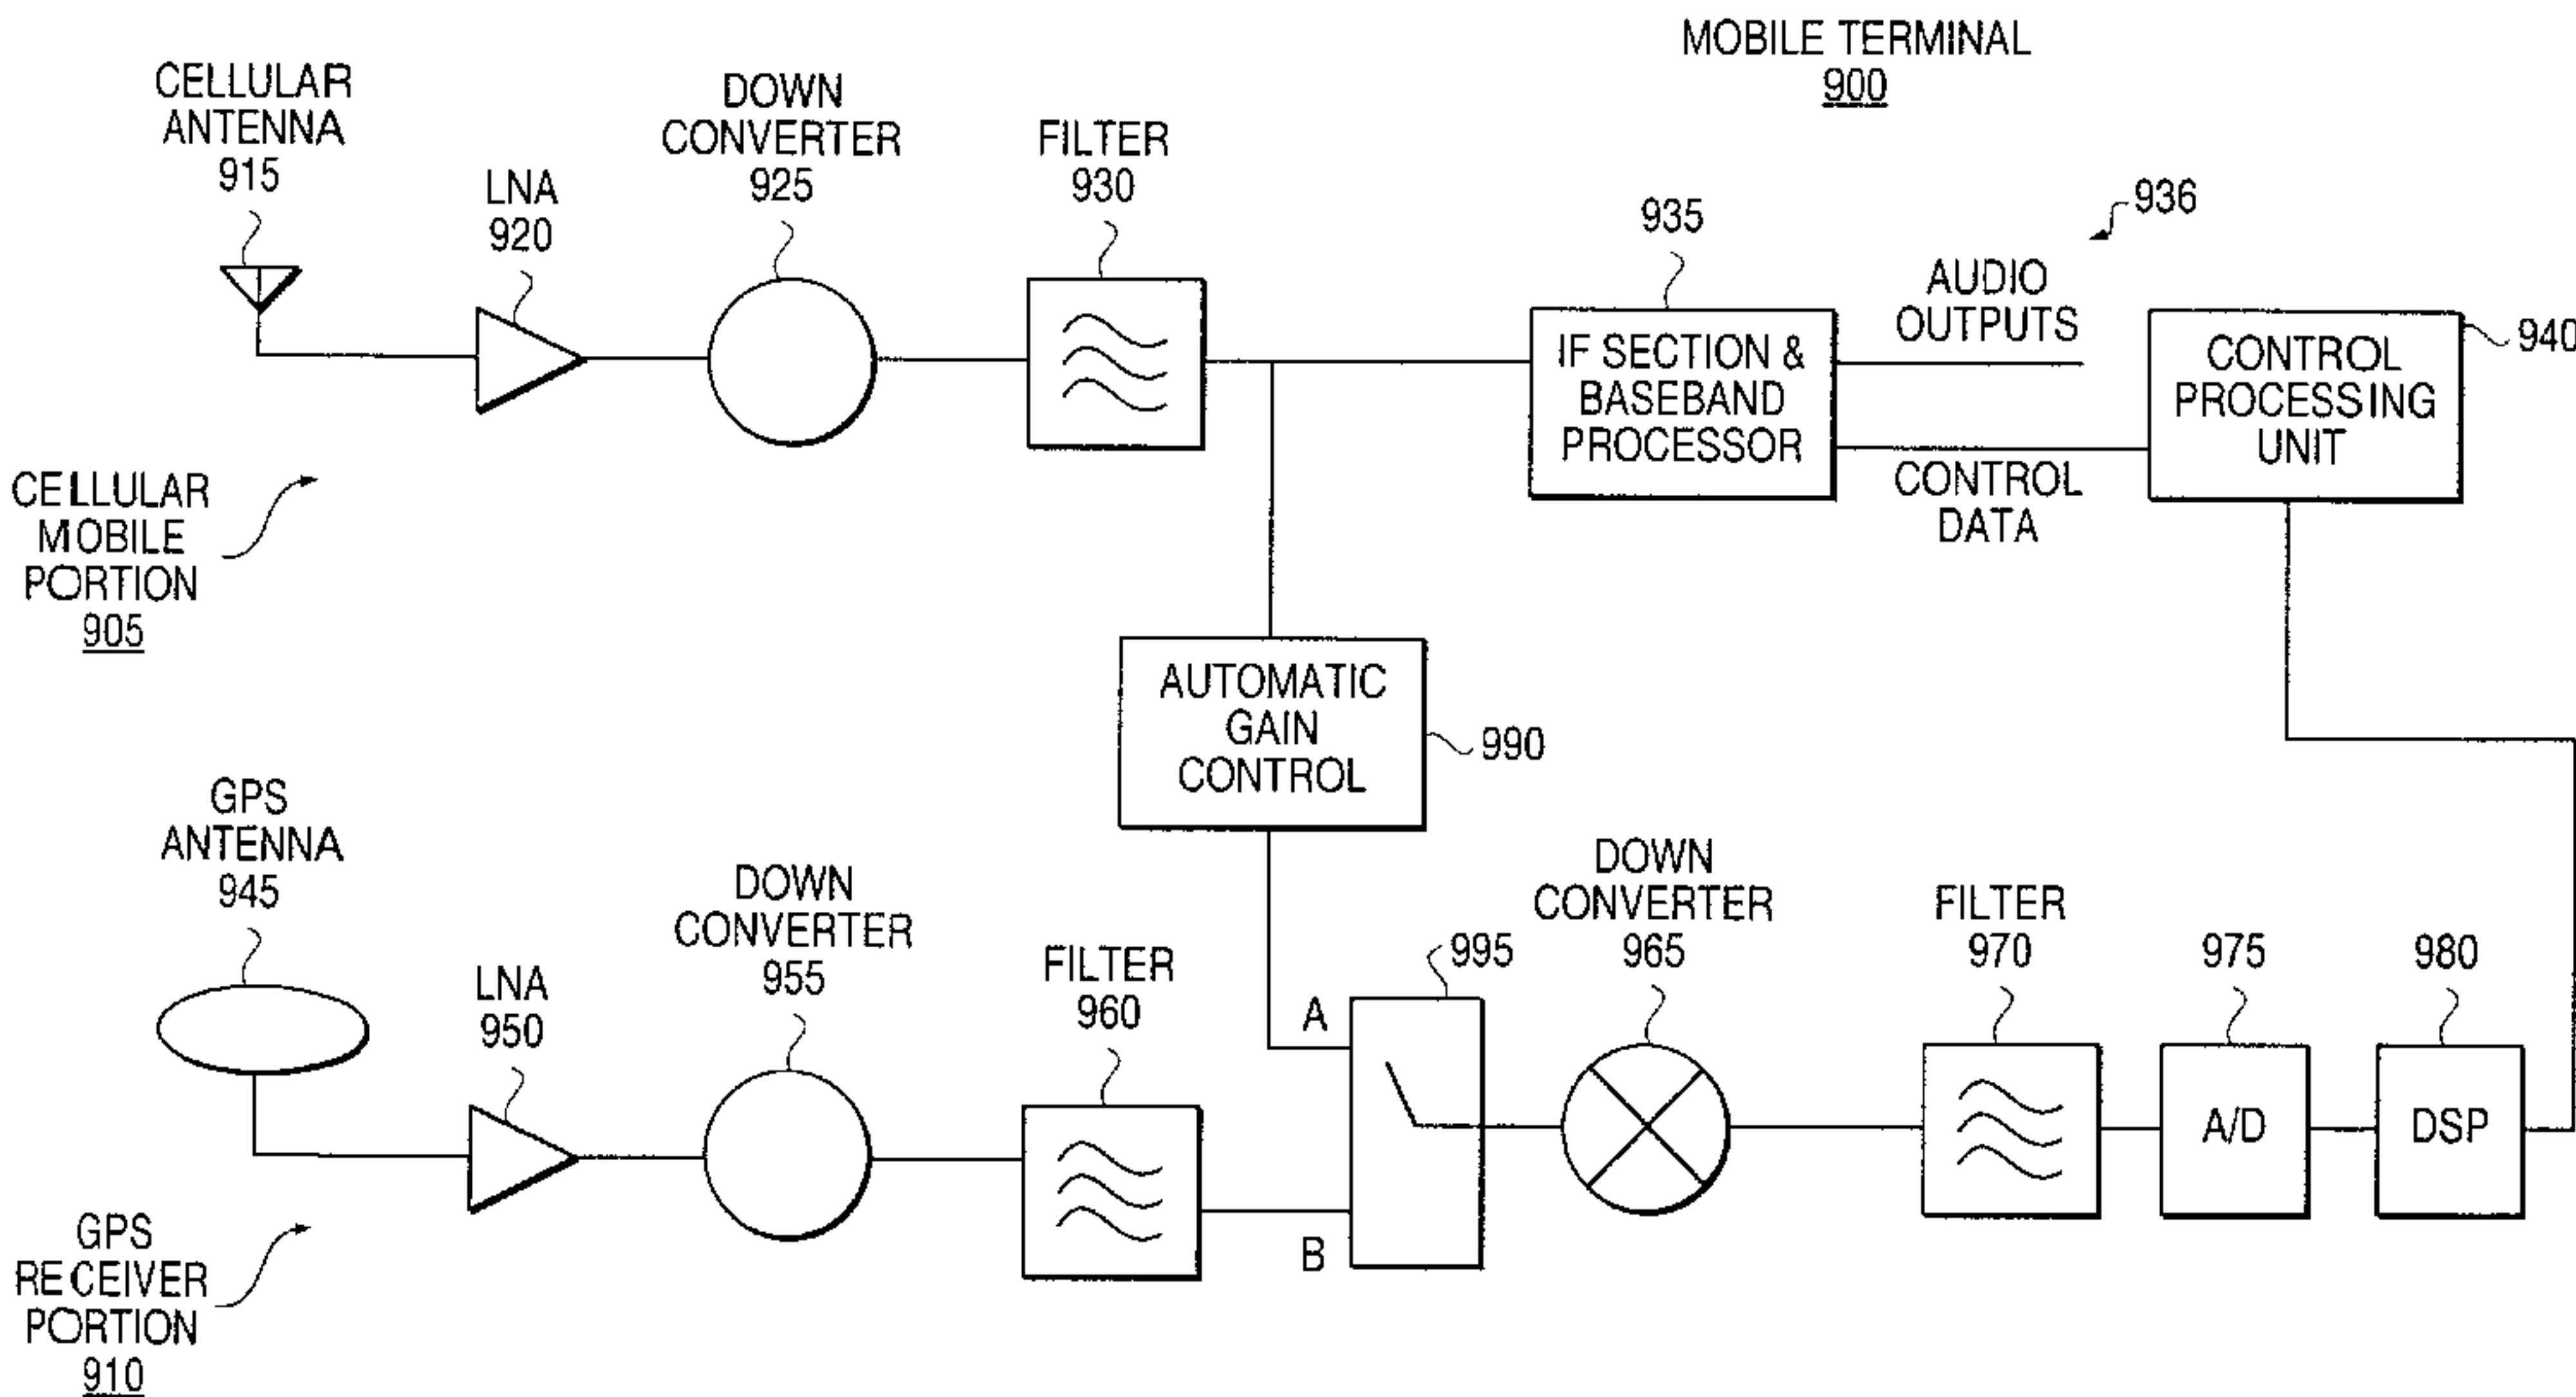 MOBILE TERMINAL
900
CELLULAR
ANTENNA
915
LNA
920
DOWN
CONVERTER
925
FILTER
930
935
936
AUDIO
OUTPUTS
IF SECTION &
BASEBAND
PROCESSOR
CONTROL
DATA
CONTROL
PROCESSING
UNIT
940
CELLULAR
MOBILE
PORTION
905
AUTOMATIC
GAIN
CONTROL
990
GPS
ANTENNA
945
LNA
950
DOWN
CONVERTER
955
FILTER
960
A
B
995
DOWN
CONVERTER
965
FILTER
970
975
A/D
980
DSP
GPS
RECEIVER
PORTION
910